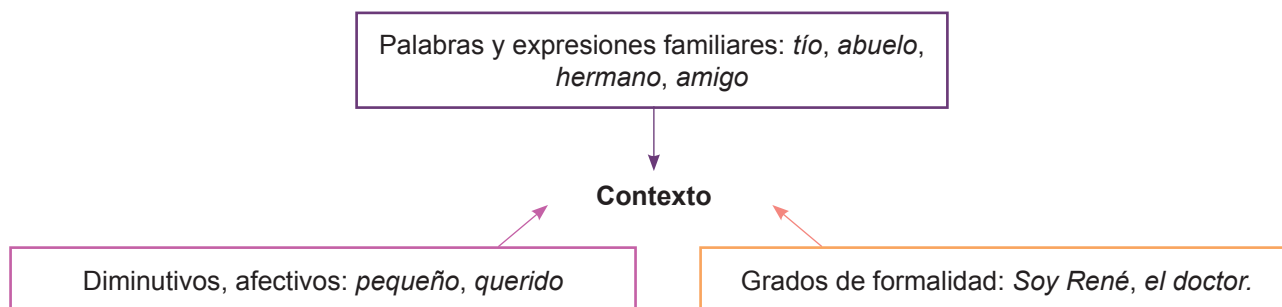 Palabras y expresiones familiares: tío, abuelo,
hermano, amigo
Contexto
Diminutivos, afectivos: pequeño, querido
Grados de formalidad: Soy René, el doctor.